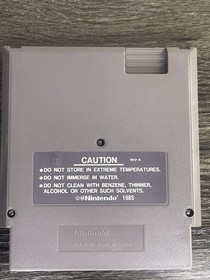 CAUTION REV-A
●DO NOT STORE IN EXTREME TEMPERATURES.
●DO NOT IMMERSE IN WATER.
●DO NOT CLEAN WITH BENZENE, THINNER,
ALCOHOL OR OTHER SUCH SOLVENTS.
©®Nintendo® 1985
Nintendo